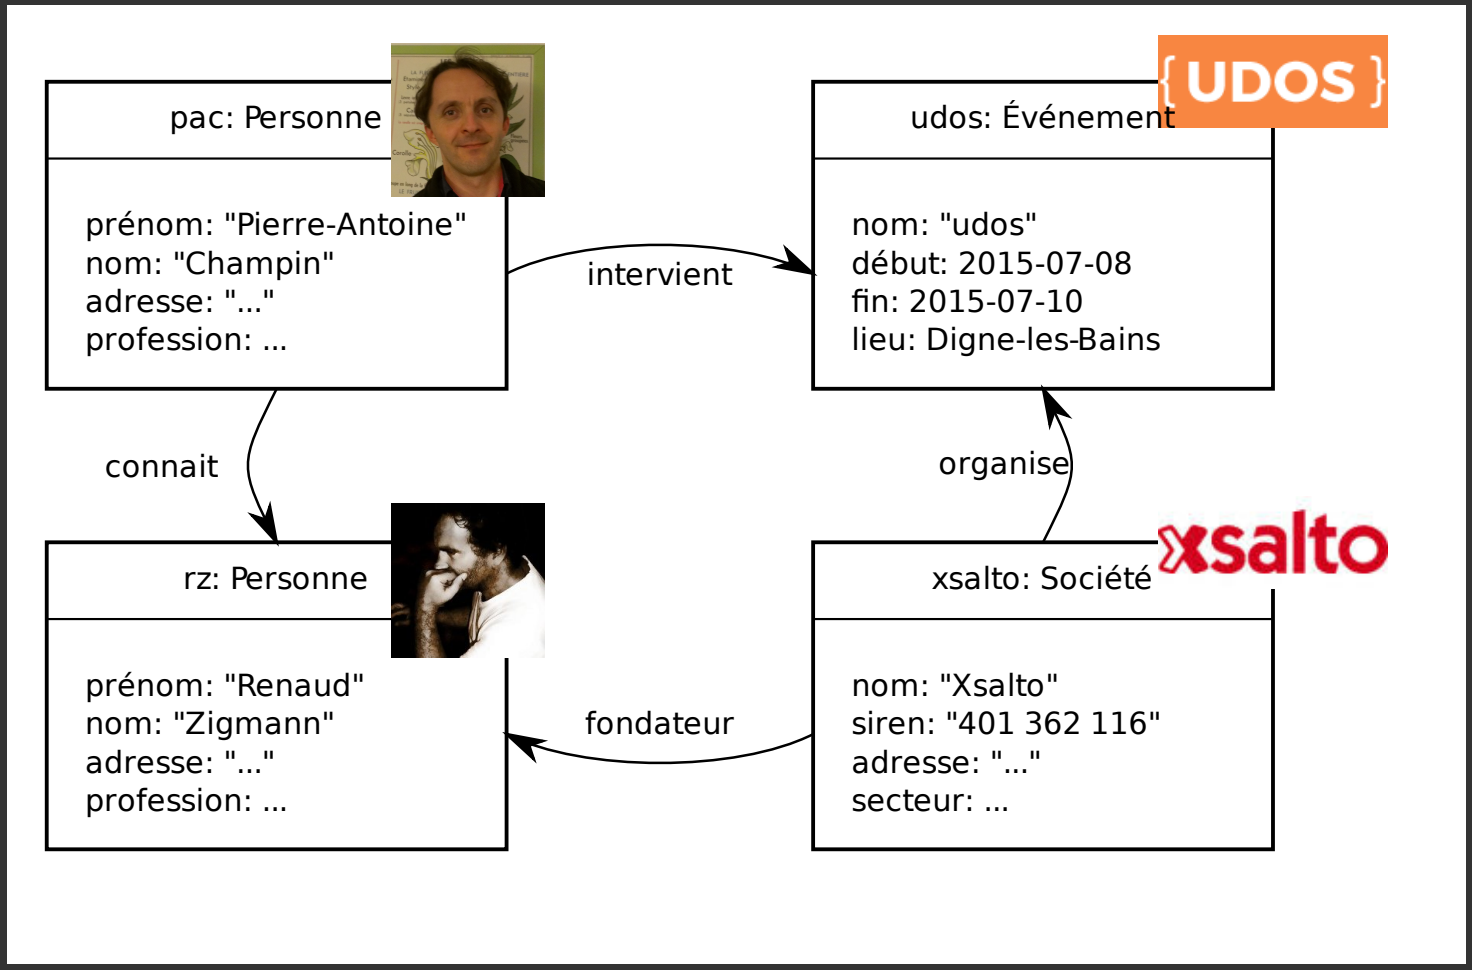 pac: Personne
prénom: "Pierre-Antoine"
nom: "Champin"
adresse: "..."
profession: ...
intervient
{ UDOS }
udos: Événement
nom: "udos"
début: 2015-07-08
fin: 2015-07-10
lieu: Digne-les-Bains
connait
organise
rz: Personne
prénom: "Renaud"
nom: "Zigmann"
adresse: "..."
profession: ...
fondateur
xsalto
xsalto: Société
nom: "Xsalto"
siren: "401 362 116"
adresse: "..."
secteur: ...